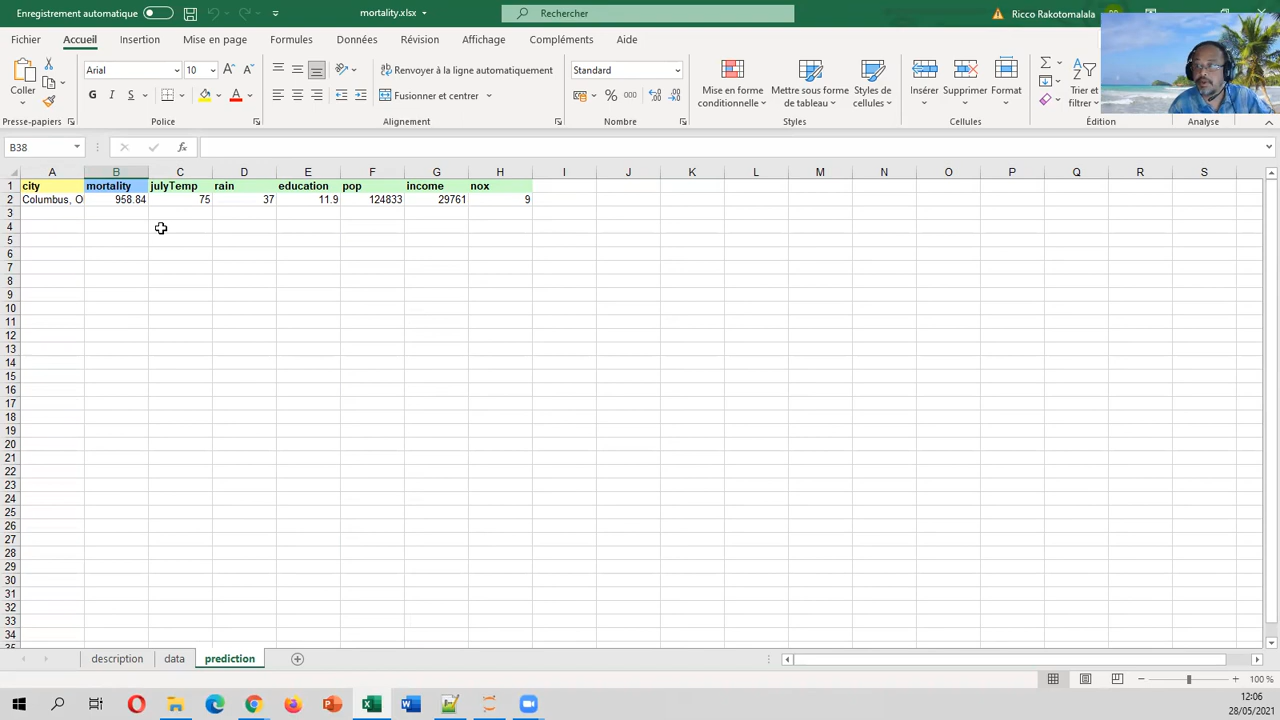 Enregistrement automatique mortality.xlsx Rechercher Ricco Rakotomalala
Fichier Accueil Insertion Mise en page Formules Données Révision Affichage Compléments Aide
Coller
Arial 10
G I S
Renvoyer à la ligne automatiquement
Fusionner et centrer
Standard
% 000
Mise en forme conditionnelle
Mettre sous forme de tableau
Styles de cellules
Insérer Supprimer Format
Trier et filtrer
Presse-papiers Police Alignement Nombre Styles Cellules Édition Analyse
B38 fx
A B C D E F G H I J K L M N O P Q R S
1 city mortality julyTemp rain education pop income nox
2 Columbus, O 958.84 75 37 11.9 124833 29761 9
3
4
5
6
7
8
9
10
11
12
13
14
15
16
17
18
19
20
21
22
23
24
25
26
27
28
29
30
31
32
33
34
35
description data prediction
100 %
12:06
28/05/2021